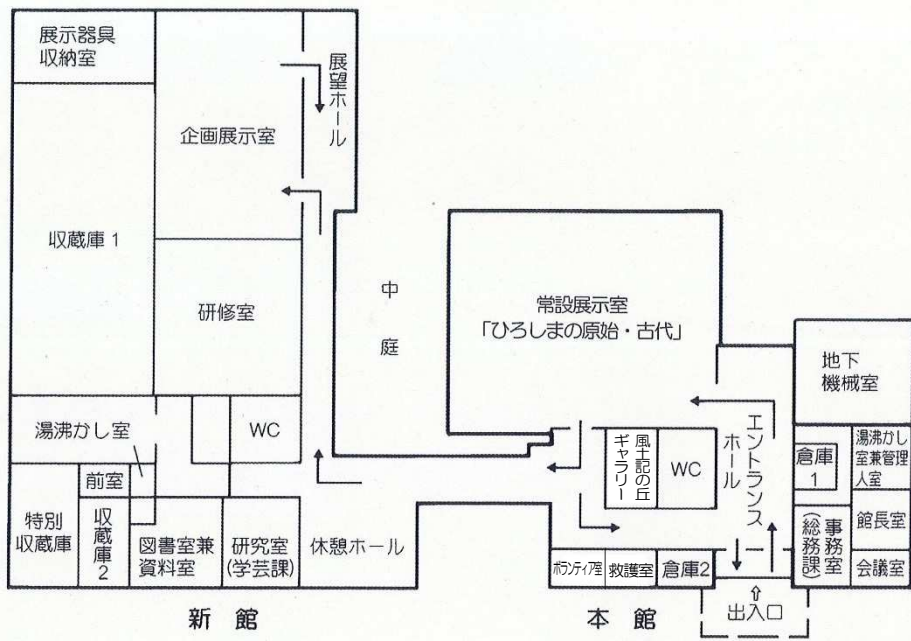 展示器具
収納室
企画展示室
展望ホール
収蔵庫 1
研修室
中庭
常設展示室
「ひろしまの原始・古代」
地下
機械室
湯沸かし室
WC
前室
特別
収蔵庫
収蔵庫2
図書室兼
資料室
研究室
(学芸課)
休憩ホール
風土記の丘
ギャラリー
WC
エントランス
ホール
倉庫
1
湯沸かし
室兼管理
人室
館長室
事務室
(総務課)
会議室
ボランティア室
救護室
倉庫2
出入口
新館
本館